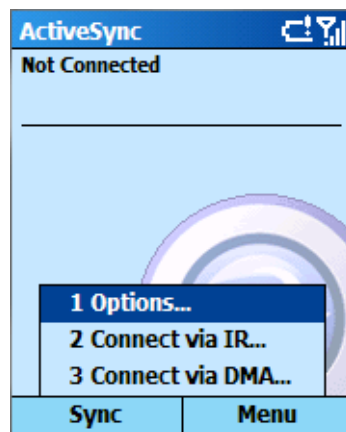 ActiveSync
Not Connected
1 Options...
2 Connect via IR...
3 Connect via DMA...
Sync Menu